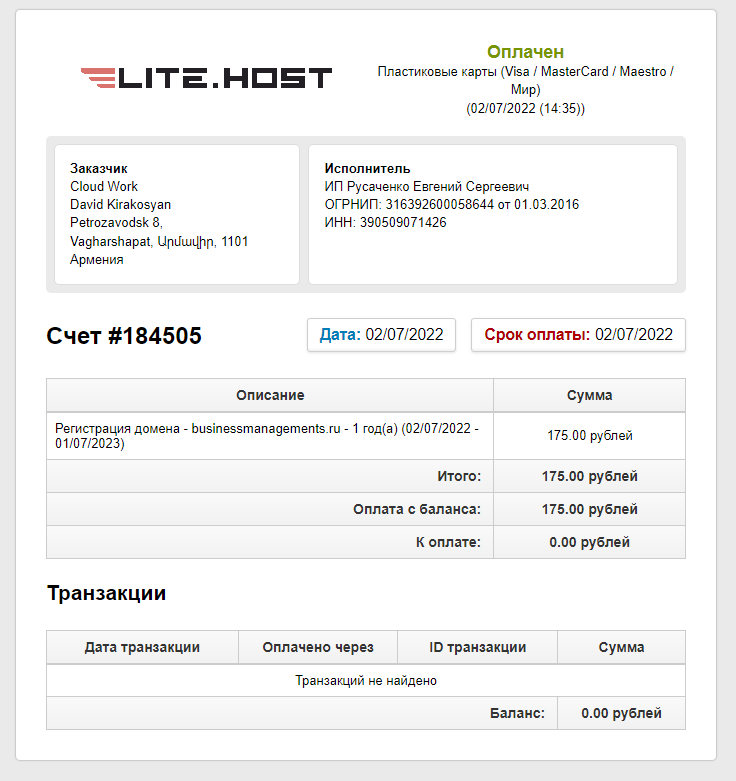 LITE.HOST
Оплачен
Пластиковые карты (Visa / MasterCard / Maestro /
Мир)
(02/07/2022 (14:35))
Заказчик
Cloud Work
David Kirakosyan
Petrozavodsk 8,
Vagharshapat, Արմավիր, 1101
Армения
Исполнитель
ИП Русаченко Евгений Сергеевич
ОГРНИП: 316392600058644 от 01.03.2016
ИНН: 390509071426
Счет #184505
Дата: 02/07/2022
Срок оплаты: 02/07/2022
Описание Сумма
Регистрация домена - businessmanagements.ru - 1 год(а) (02/07/2022 -
01/07/2023)
175.00 рублей
Итого: 175.00 рублей
Оплата с баланса: 175.00 рублей
К оплате: 0.00 рублей
Транзакции
Дата транзакции Оплачено через ID транзакции Сумма
Транзакций не найдено
Баланс: 0.00 рублей